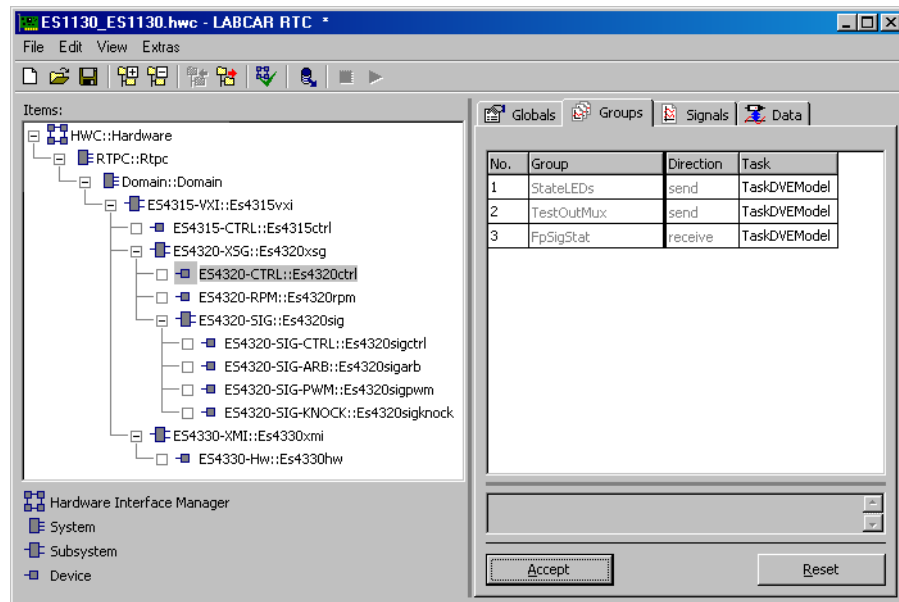 ES1130_ES1130.hwc - LABCAR RTC *
File Edit View Extras
Items:
HWC::Hardware
RTPC::Rtpc
Domain::Domain
ES4315-VXI::Es4315vxi
ES4315-CTRL::Es4315ctrl
ES4320-XSG::Es4320xsg
ES4320-CTRL::Es4320ctrl
ES4320-RPM::Es4320rpm
ES4320-SIG::Es4320sig
ES4320-SIG-CTRL::Es4320sigctrl
ES4320-SIG-ARB::Es4320sigarb
ES4320-SIG-PWM::Es4320sigpwm
ES4320-SIG-KNOCK::Es4320sigknock
ES4330-XMI::Es4330xmi
ES4330-Hw::Es4330hw
Hardware Interface Manager
System
Subsystem
Device
Globals Groups Signals Data
No. Group Direction Task
1 StateLEDs send TaskDVEModel
2 TestOutMux send TaskDVEModel
3 FpSigStat receive TaskDVEModel
Accept Reset